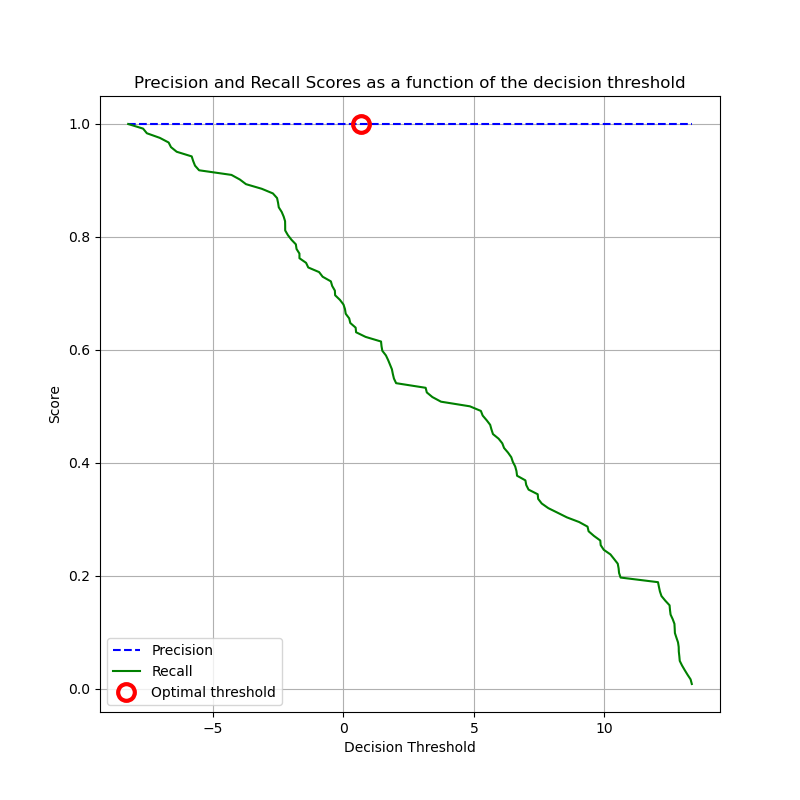 Precision and Recall Scores as a function of the decision threshold
1.0
0.8
0.6
0.4
0.2
0.0
Score
Precision
Recall
Optimal threshold
−5 0 5 10
Decision Threshold